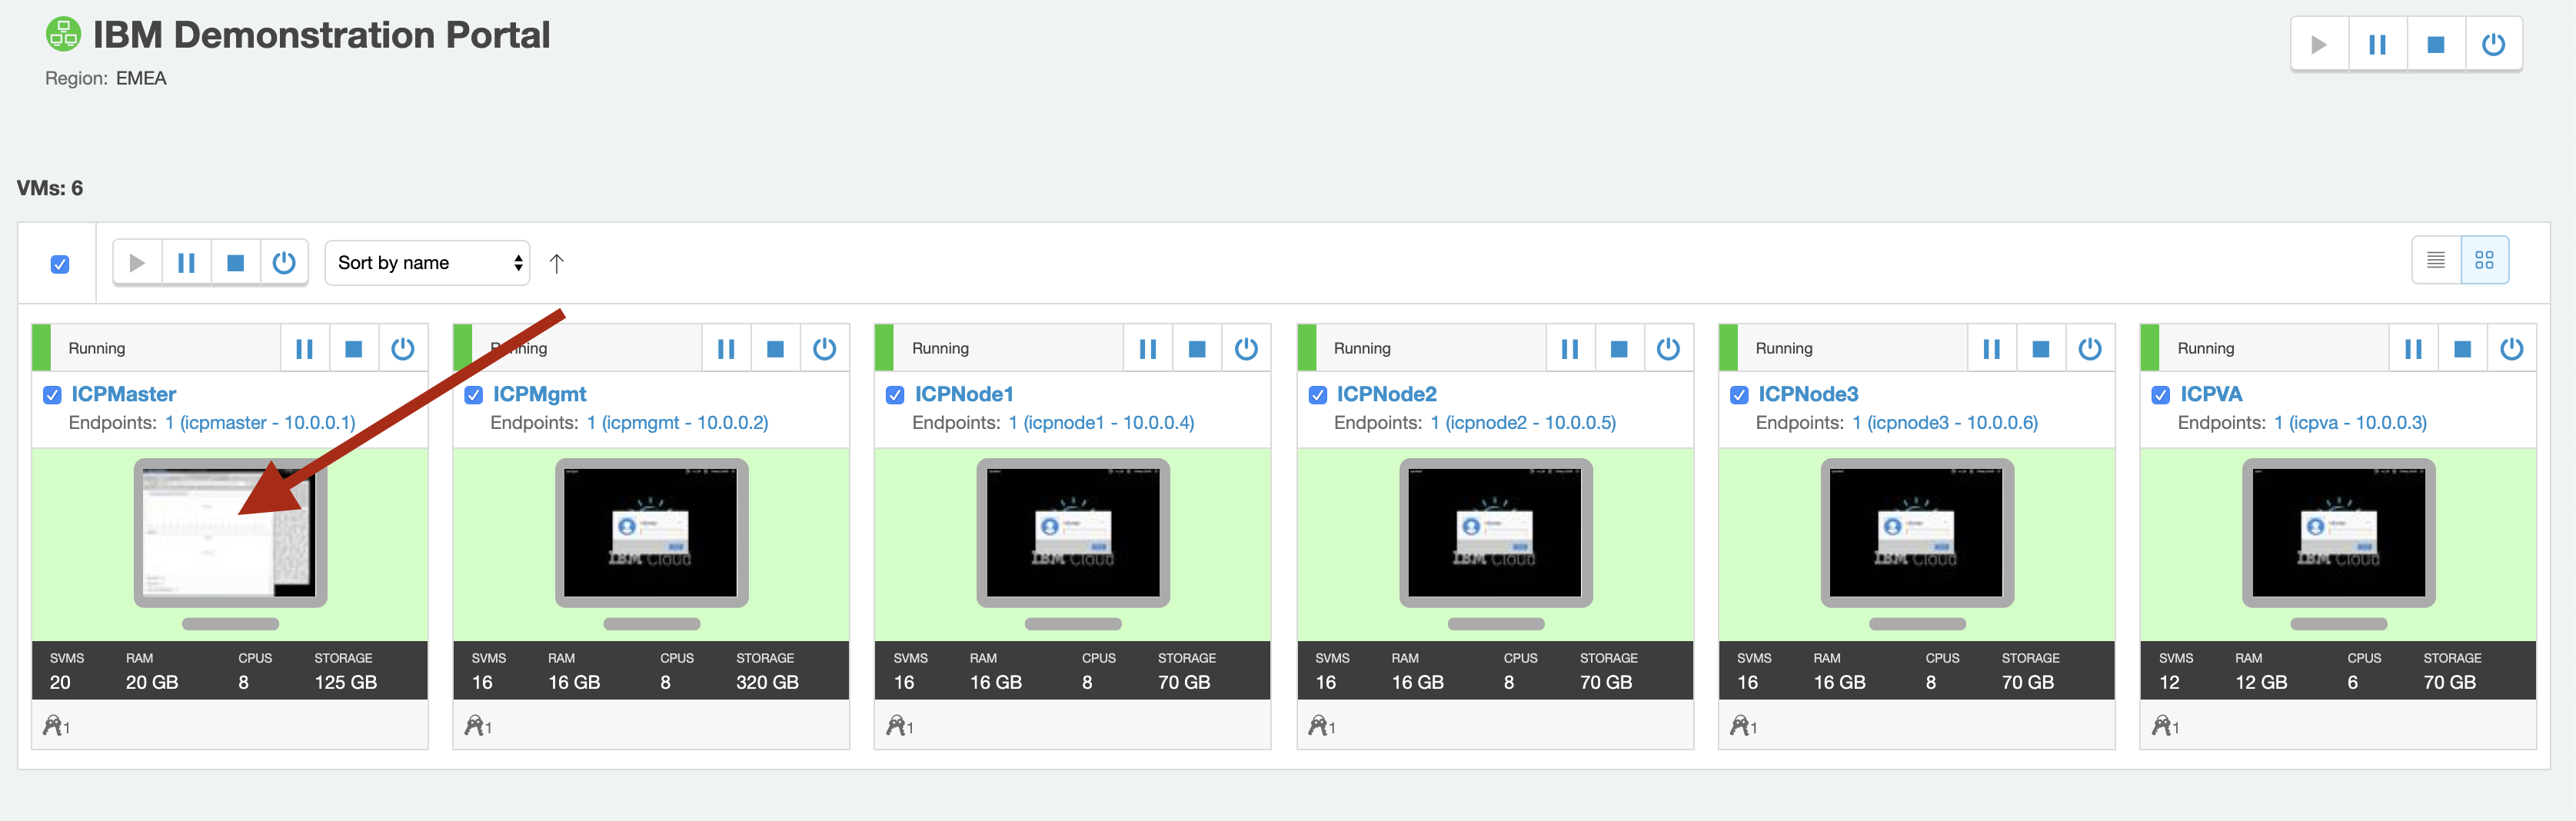 IBM Demonstration Portal
Region: EMEA
VMs: 6
Sort by name
Running
ICPMaster
Endpoints: 1 (icpmaster - 10.0.0.1)
SVMS RAM CPUS STORAGE
20 20 GB 8 125 GB
1
Running
ICPMgmt
Endpoints: 1 (icpmgmt - 10.0.0.2)
IBM Cloud
SVMS RAM CPUS STORAGE
16 16 GB 8 320 GB
1
Running
ICPNode1
Endpoints: 1 (icpnode1 - 10.0.0.4)
IBM Cloud
SVMS RAM CPUS STORAGE
16 16 GB 8 70 GB
1
Running
ICPNode2
Endpoints: 1 (icpnode2 - 10.0.0.5)
IBM Cloud
SVMS RAM CPUS STORAGE
16 16 GB 8 70 GB
1
Running
ICPNode3
Endpoints: 1 (icpnode3 - 10.0.0.6)
IBM Cloud
SVMS RAM CPUS STORAGE
16 16 GB 8 70 GB
1
Running
ICPVA
Endpoints: 1 (icpva - 10.0.0.3)
IBM Cloud
SVMS RAM CPUS STORAGE
12 12 GB 6 70 GB
1